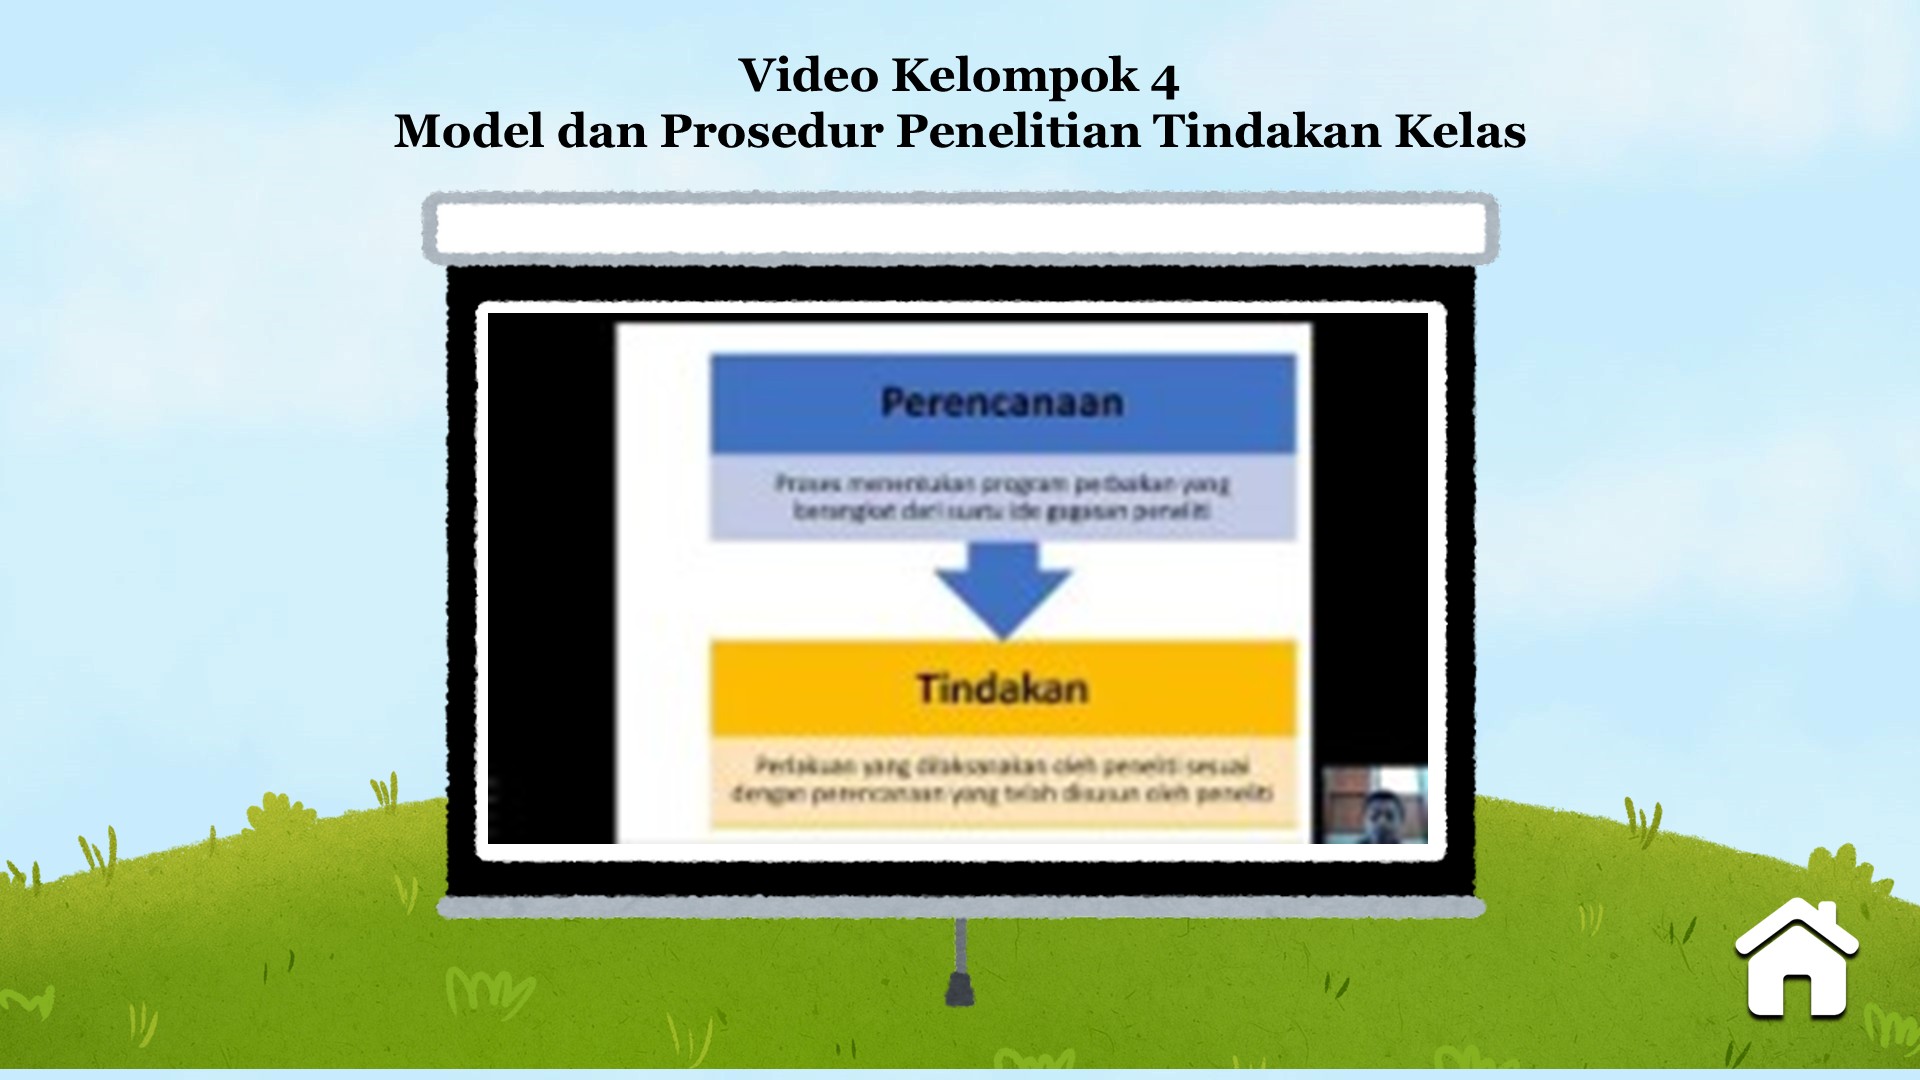 Video Kelompok 4
Model dan Prosedur Penelitian Tindakan Kelas
Perencanaan
Proses menentukan program perbaikan yang
berangkat dari suatu ide gagasan peneliti
Tindakan
Perlakuan yang dilaksanakan oleh peneliti sesuai
dengan perencanaan yang telah disusun oleh peneliti